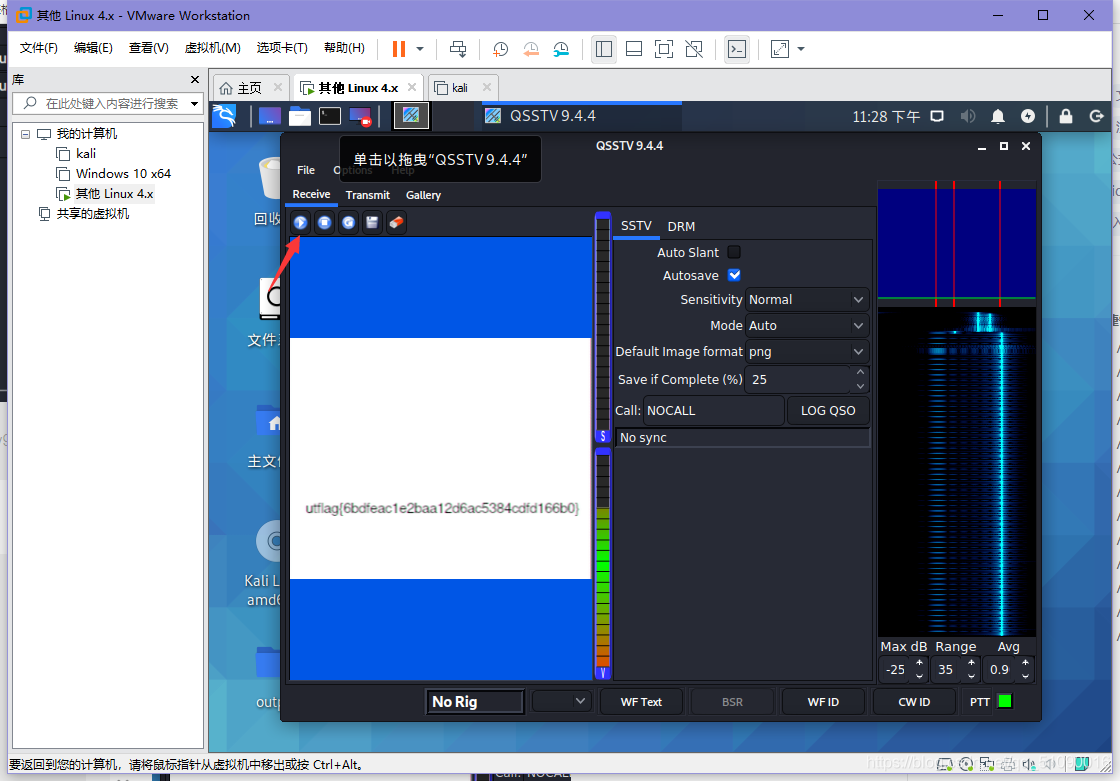 其他 Linux 4.x - VMware Workstation
文件(F) 编辑(E) 查看(V) 虚拟机(M) 选项卡(T) 帮助(H)
库
在此处键入内容进行搜索
我的计算机
kali
Windows 10 x64
其他 Linux 4.x
共享的虚拟机
主页 其他 Linux 4.x kali
QSSTV 9.4.4 11:28 下午
QSSTV 9.4.4
单击以拖曳“QSSTV 9.4.4”
File Options Help
Receive Transmit Gallery
回收
主文件
Kali L
amd6
SSTV DRM
Auto Slant
Autosave
Sensitivity Normal
Mode Auto
Default Image format png
Save if Complete (%) 25
Call: NOCALL LOG QSO
S
No sync
utflag{6bdfeac1e2baa12d6ac5384cdfd166b0}
V
Max dB Range Avg
-25 35 0.9
No Rig WF Text BSR WF ID CW ID PTT
要返回到您的计算机，请将鼠标指针从虚拟机中移出或按 Ctrl+Alt。
Call: NOCALL